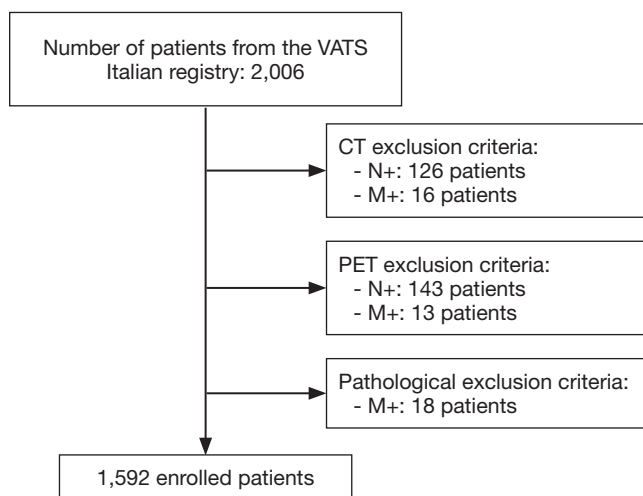 Number of patients from the VATS
Italian registry: 2,006
CT exclusion criteria:
- N+: 126 patients
- M+: 16 patients
PET exclusion criteria:
- N+: 143 patients
- M+: 13 patients
Pathological exclusion criteria:
- M+: 18 patients
1,592 enrolled patients